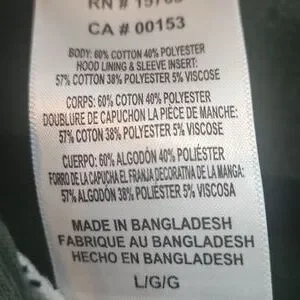 RN # 15763
CA # 00153
BODY: 60% COTTON 40% POLYESTER
HOOD LINING & SLEEVE INSERT:
57% COTTON 38% POLYESTER 5% VISCOSE
CORPS: 60% COTON 40% POLYESTER
DOUBLURE DE CAPUCHON LA PIÈCE DE MANCHE:
57% COTON 38% POLYESTER 5% VISCOSE
CUERPO: 60% ALGODÓN 40% POLIÉSTER
FORRO DE LA CAPUCHA EL FRANJA DECORATIVA DE LA MANGA:
57% ALGODÓN 38% POLIÉSTER 5% VISCOSA
MADE IN BANGLADESH
FABRIQUE AU BANGLADESH
HECHO EN BANGLADESH
L/G/G